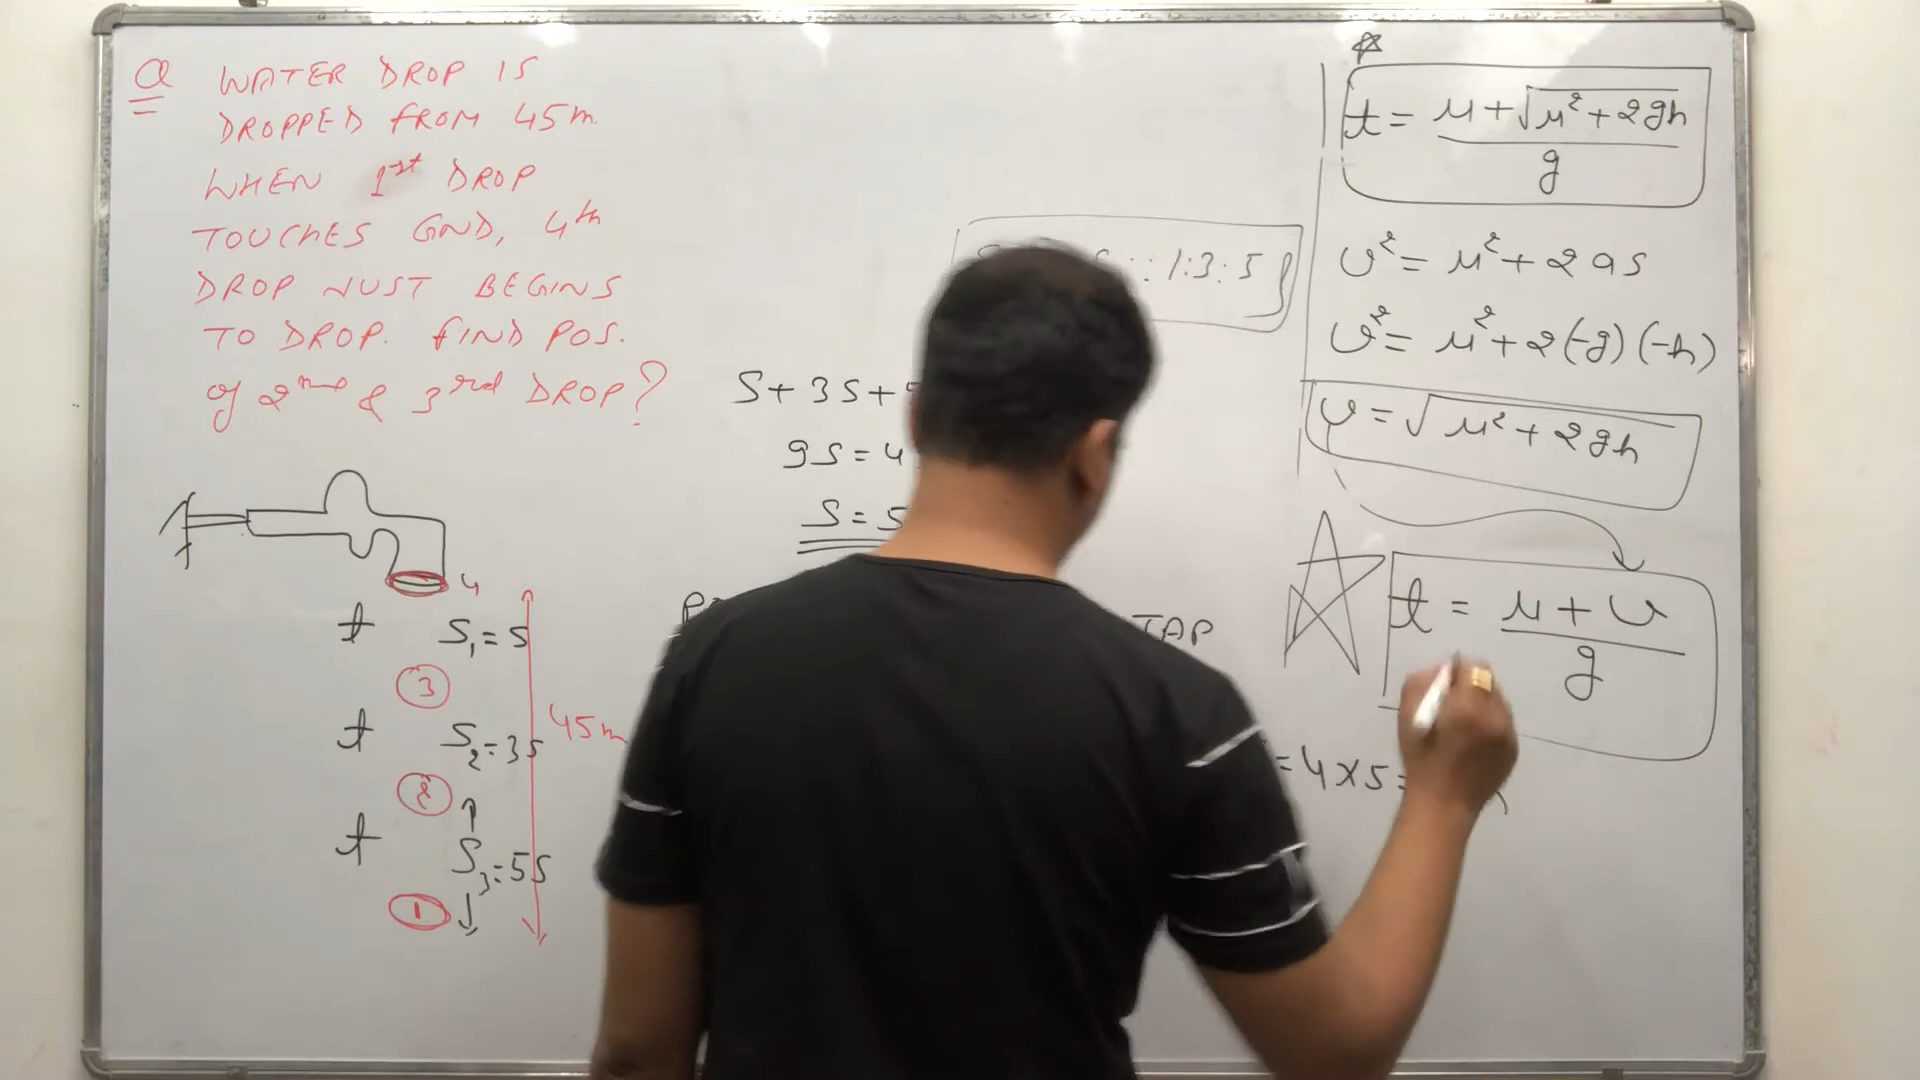 Q WATER DROP IS
DROPPED FROM 45m.
WHEN 1st DROP
TOUCHES GND, 4th
DROP NUST BEGINS
TO DROP. FIND POS.
of 2nd & 3rd DROP?
4
t S₁ = S
3
t S₂ = 3S
45m
2
t S₃ = 5S
1
S + 3S +
9S = 4
S = 5
:: 1:3:5
TAP
= 4 x 5 =
t = u + √u² + 2gh
g
v² = u² + 2as
v² = u² + 2(-g)(-h)
v = √u² + 2gh
t = u + v
g